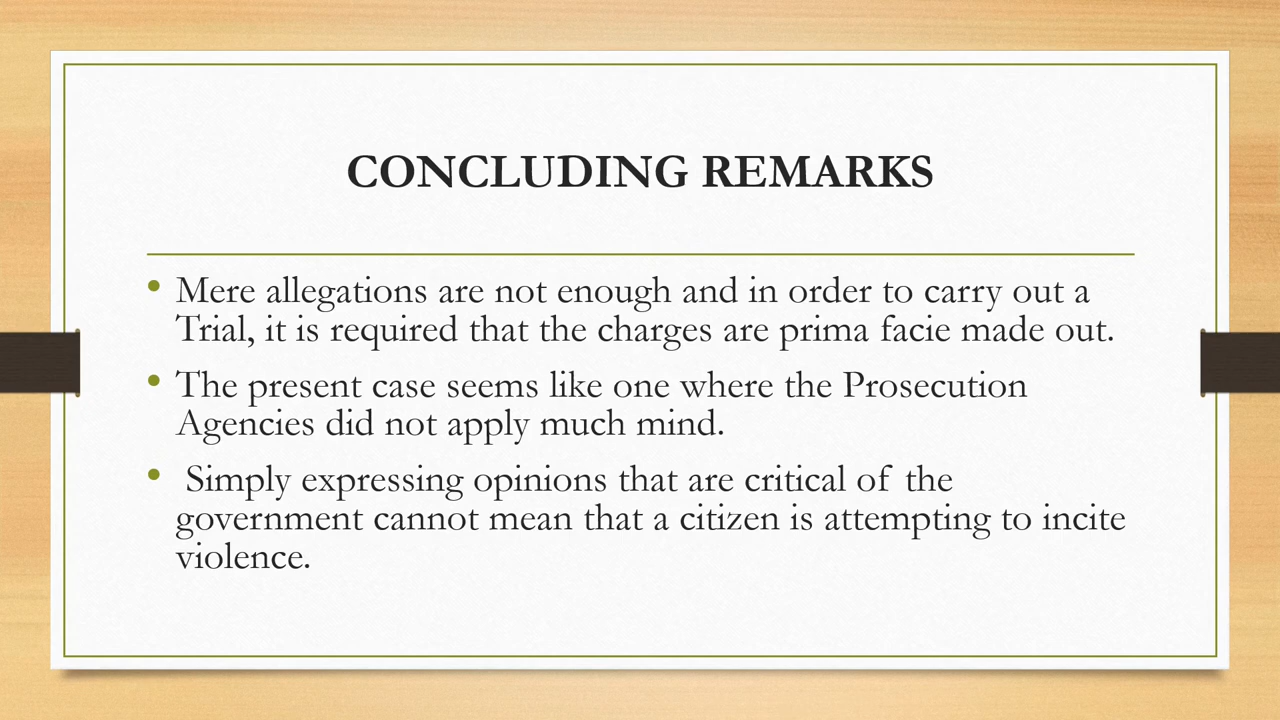 CONCLUDING REMARKS
• Mere allegations are not enough and in order to carry out a
Trial, it is required that the charges are prima facie made out.
• The present case seems like one where the Prosecution
Agencies did not apply much mind.
• Simply expressing opinions that are critical of the
government cannot mean that a citizen is attempting to incite
violence.